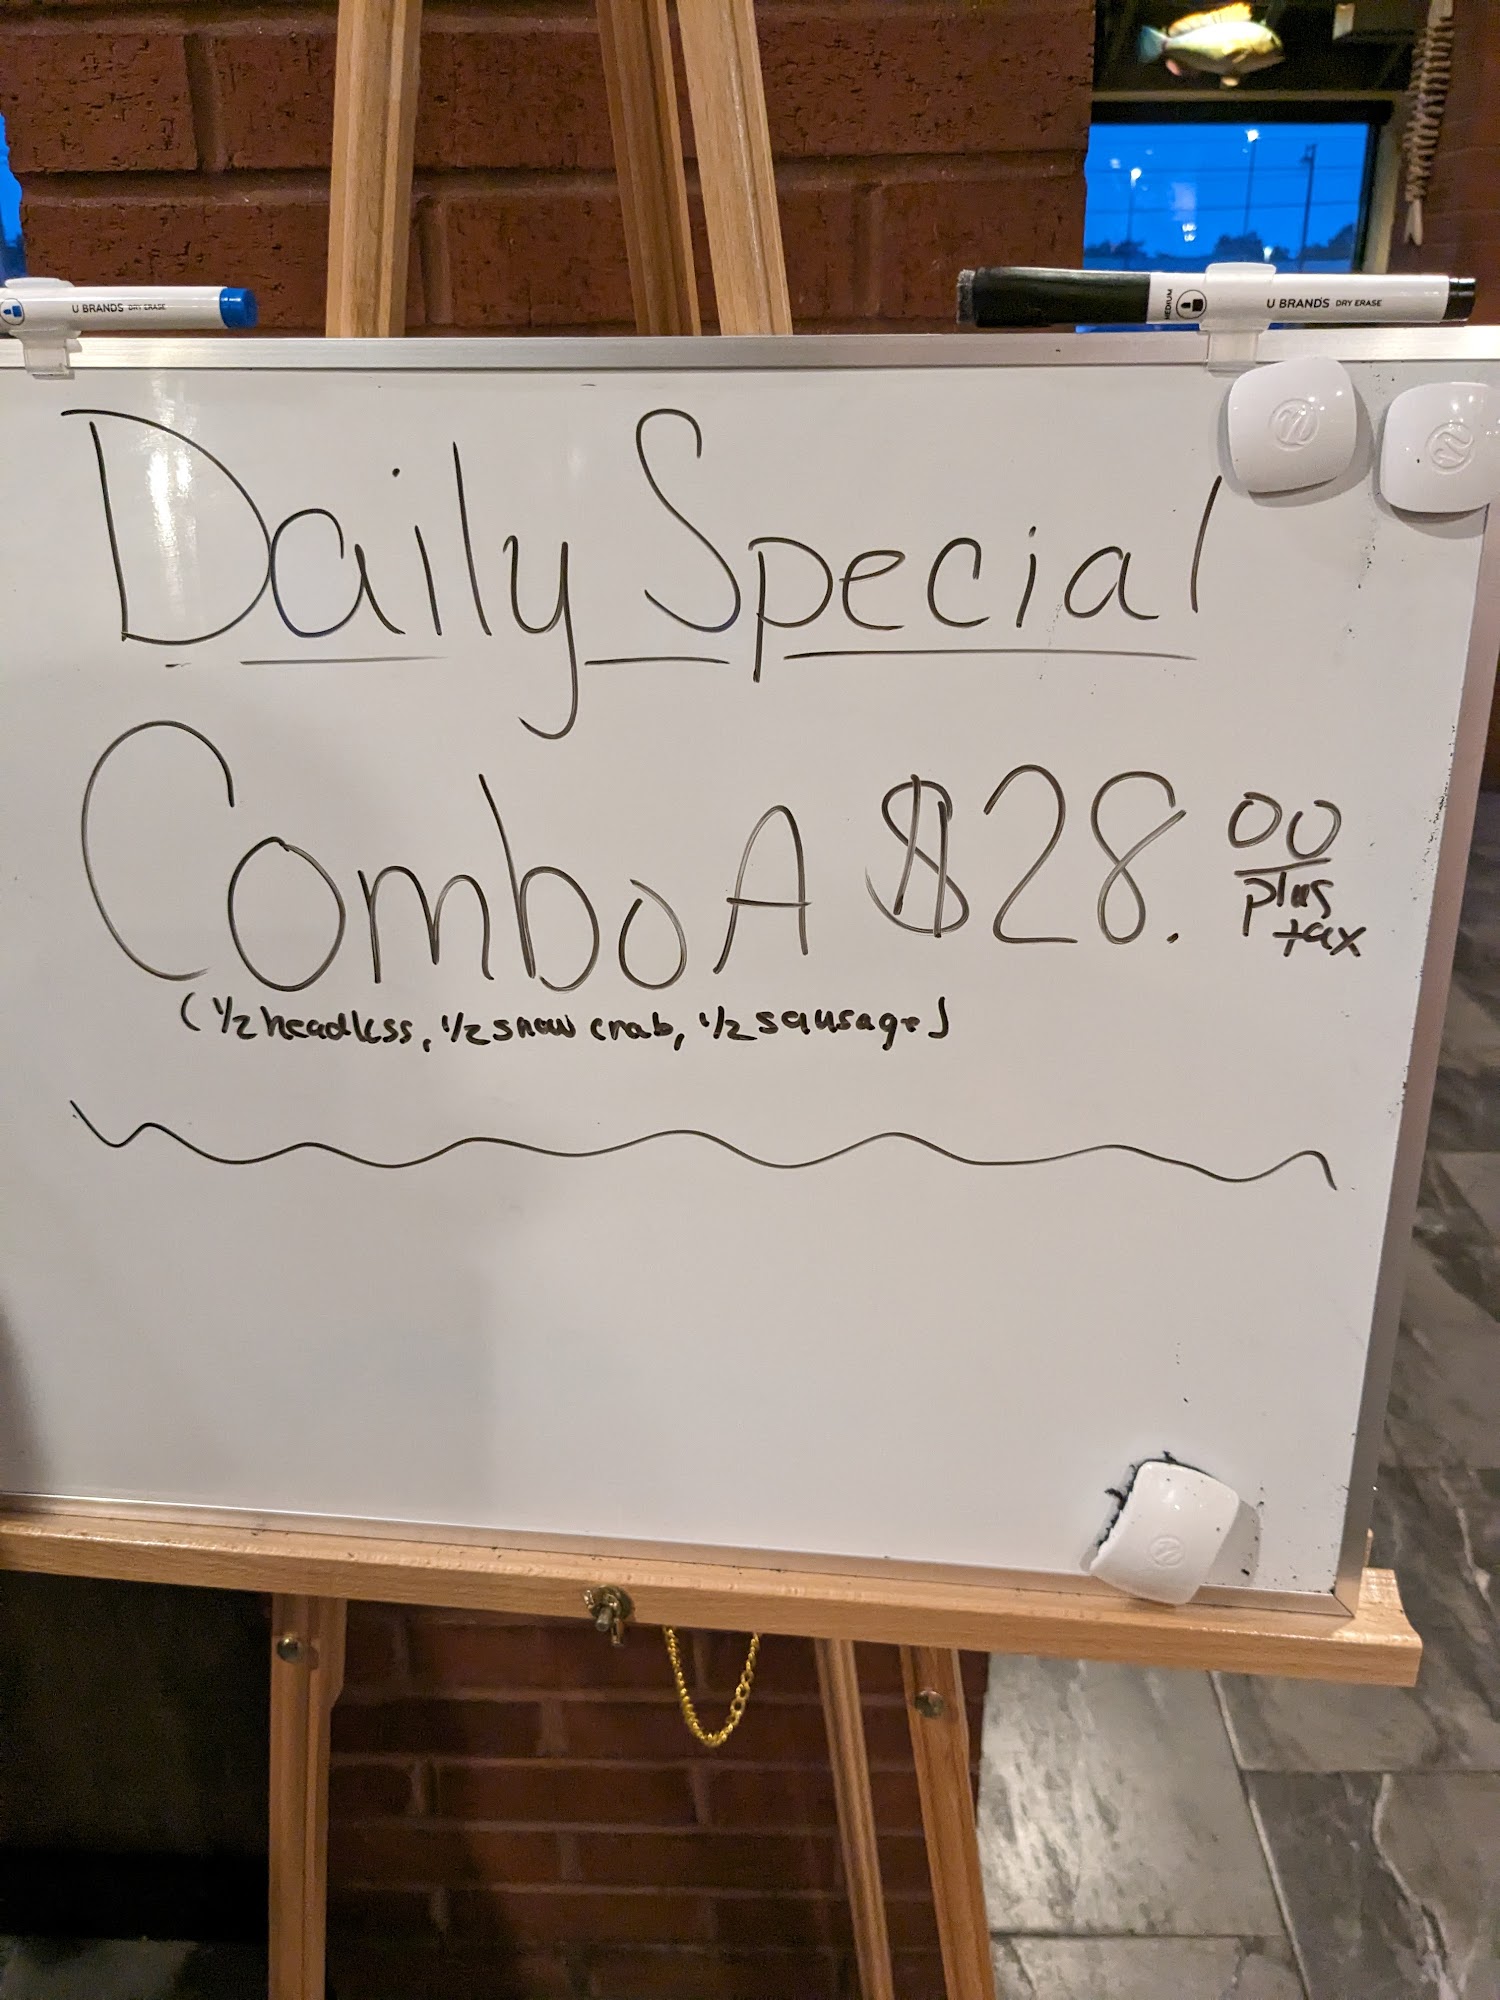 U BRANDS DRY ERASE
MEDIUM
U BRANDS DRY ERASE
Daily Special
Combo A $28.00
plus
tax
(1/2 headless, 1/2 snow crab, 1/2 sausage)